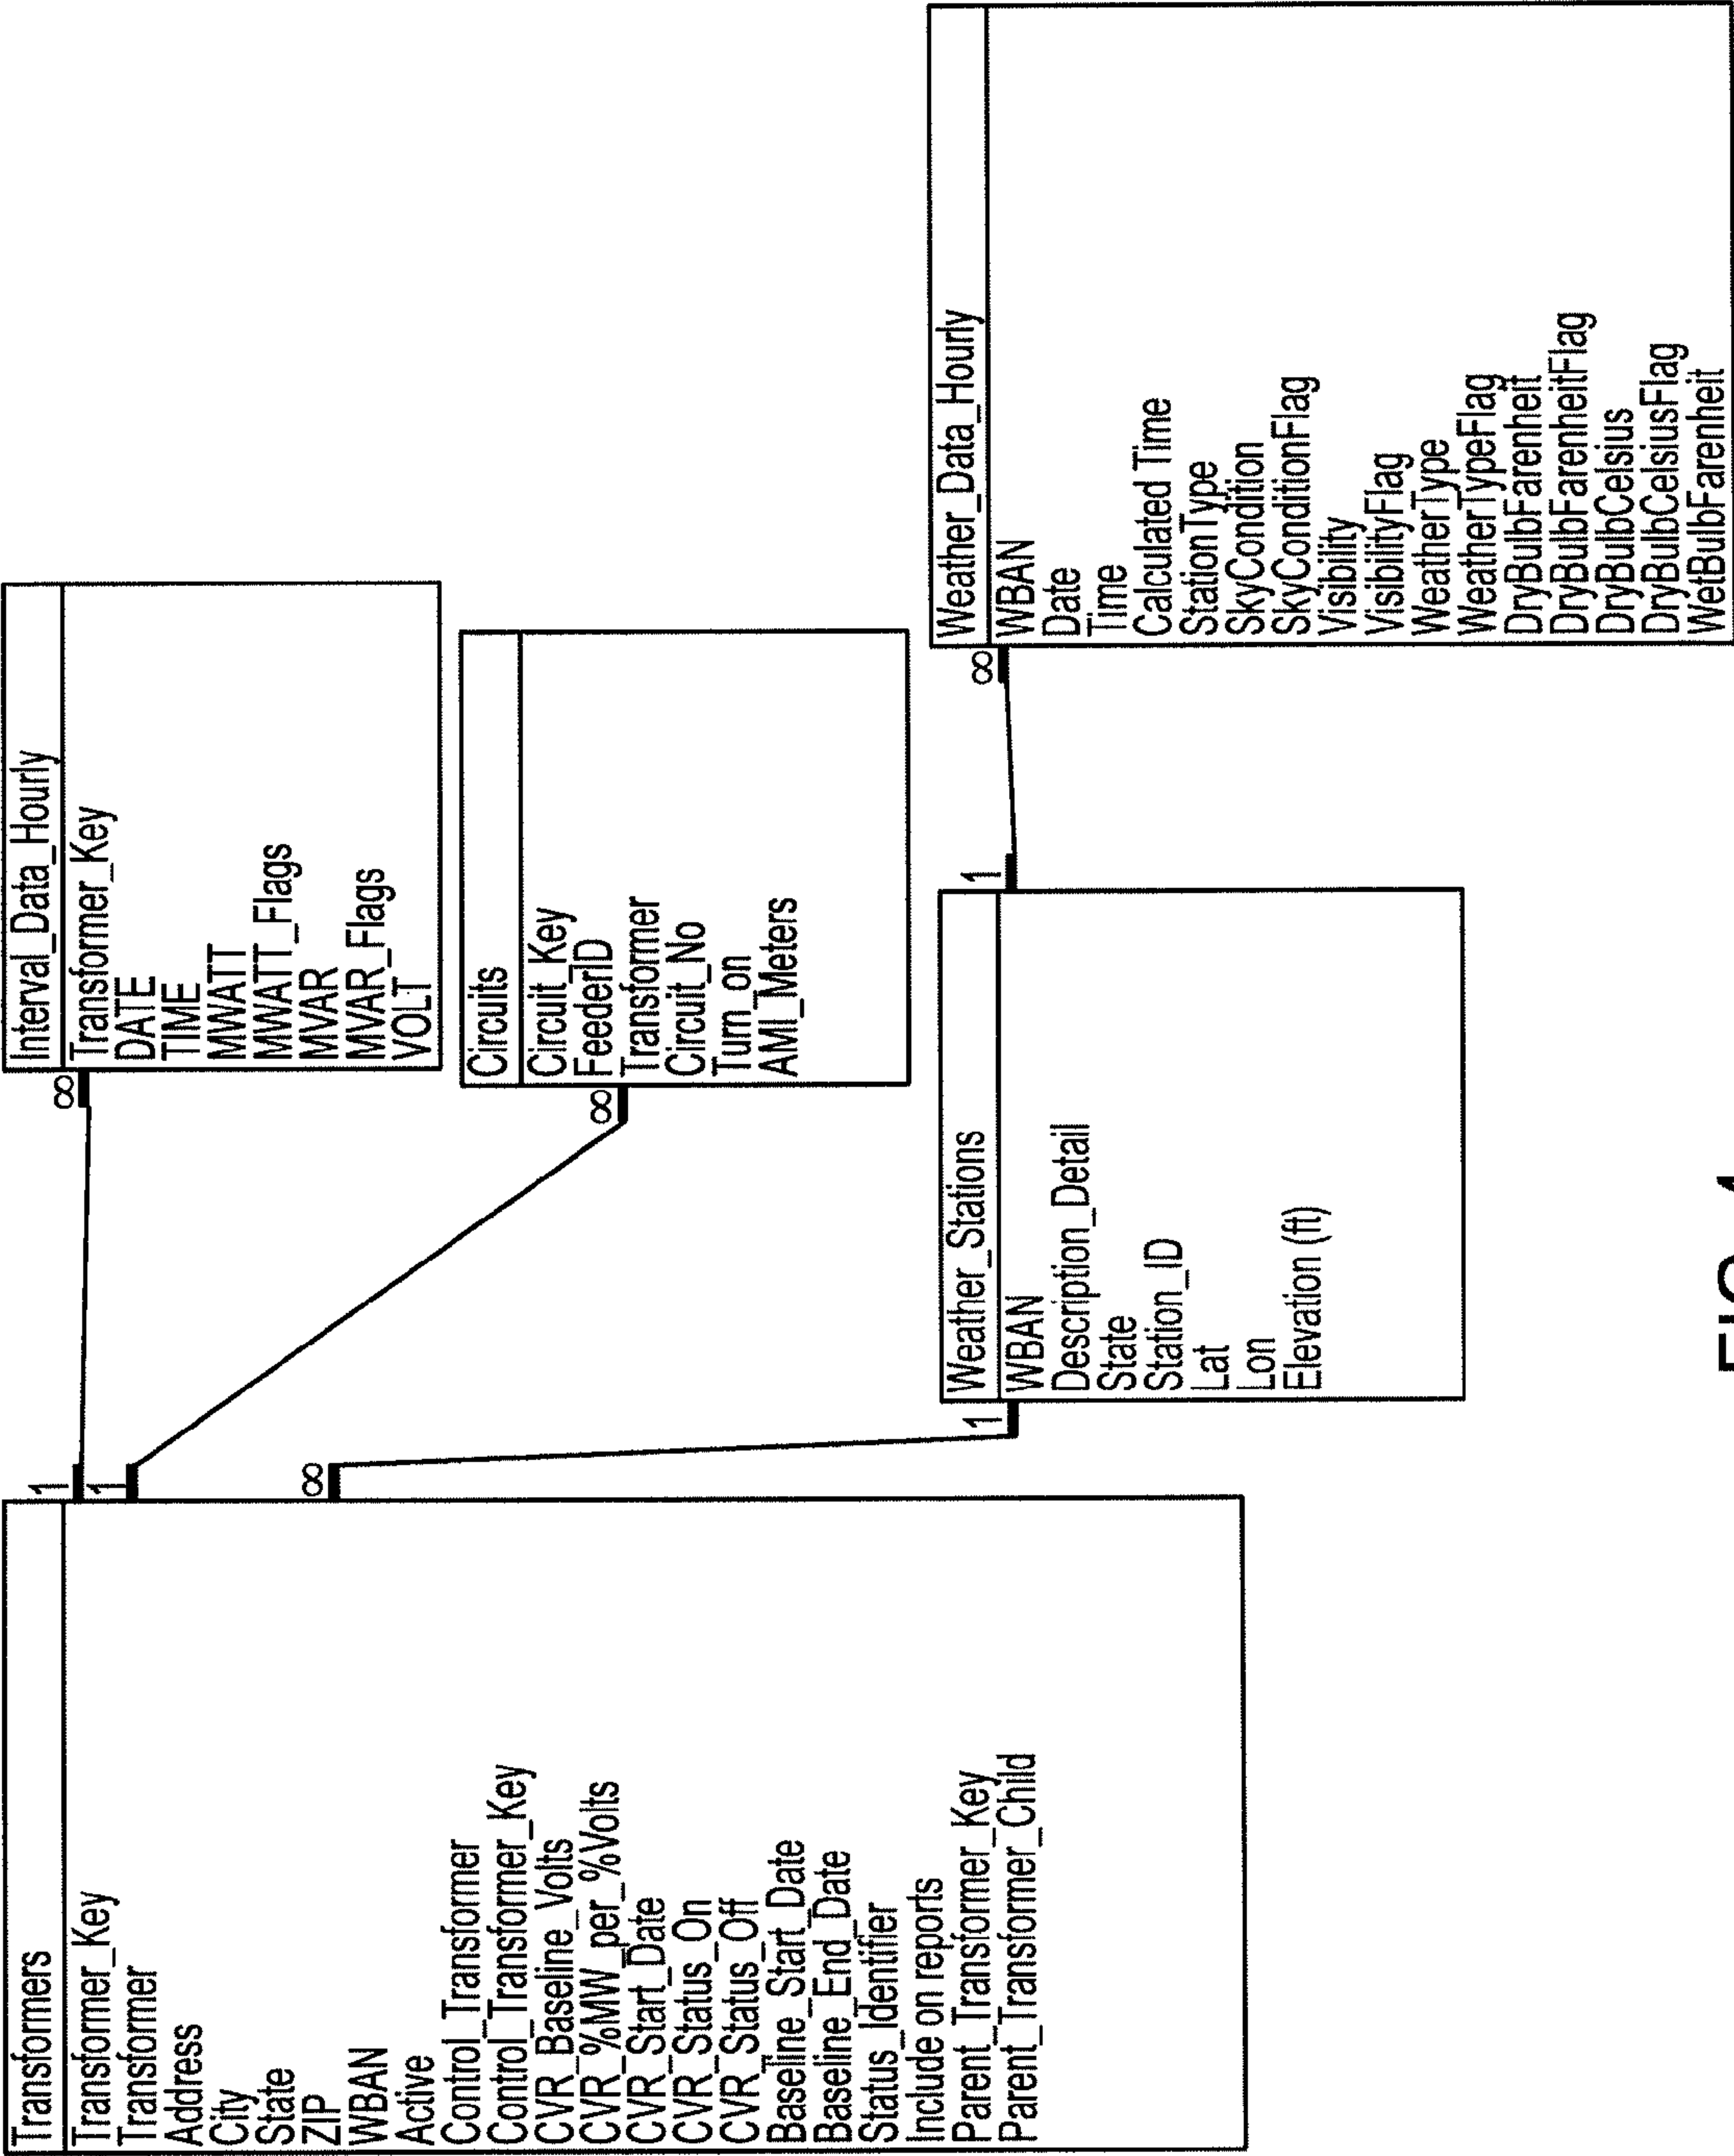 Transformers
Transformer_Key
Transformer
Address
City
State
ZIP
WBAN
Active
Control_Transformer
Control_Transformer_Key
CVR_Baseline_Volts
CVR_%MW_per_%Volts
CVR_Start_Date
CVR_Status_On
CVR_Status_Off
Baseline_Start_Date
Baseline_End_Date
Status_Identifier
Include on reports
Parent_Transformer_Key
Parent_Transformer_Child
1
1
∞
∞
Interval_Data_Hourly
Transformer_Key
DATE
TIME
MWATT
MWATT_Flags
MVAR
MVAR_Flags
VOLT
∞
Circuits
Circuit_Key
FeederID
Transformer
Circuit_No
Turn_on
AMI_Meters
1
Weather_Stations
WBAN
Description_Detail
State
Station_ID
Lat
Lon
Elevation (ft)
1
∞
Weather_Data_Hourly
WBAN
Date
Time
Calculated Time
StationType
SkyCondition
SkyConditionFlag
Visibility
VisibilityFlag
WeatherType
WeatherTypeFlag
DryBulbFarenheit
DryBulbFarenheitFlag
DryBulbCelsius
DryBulbCelsiusFlag
WetBulbFarenheit